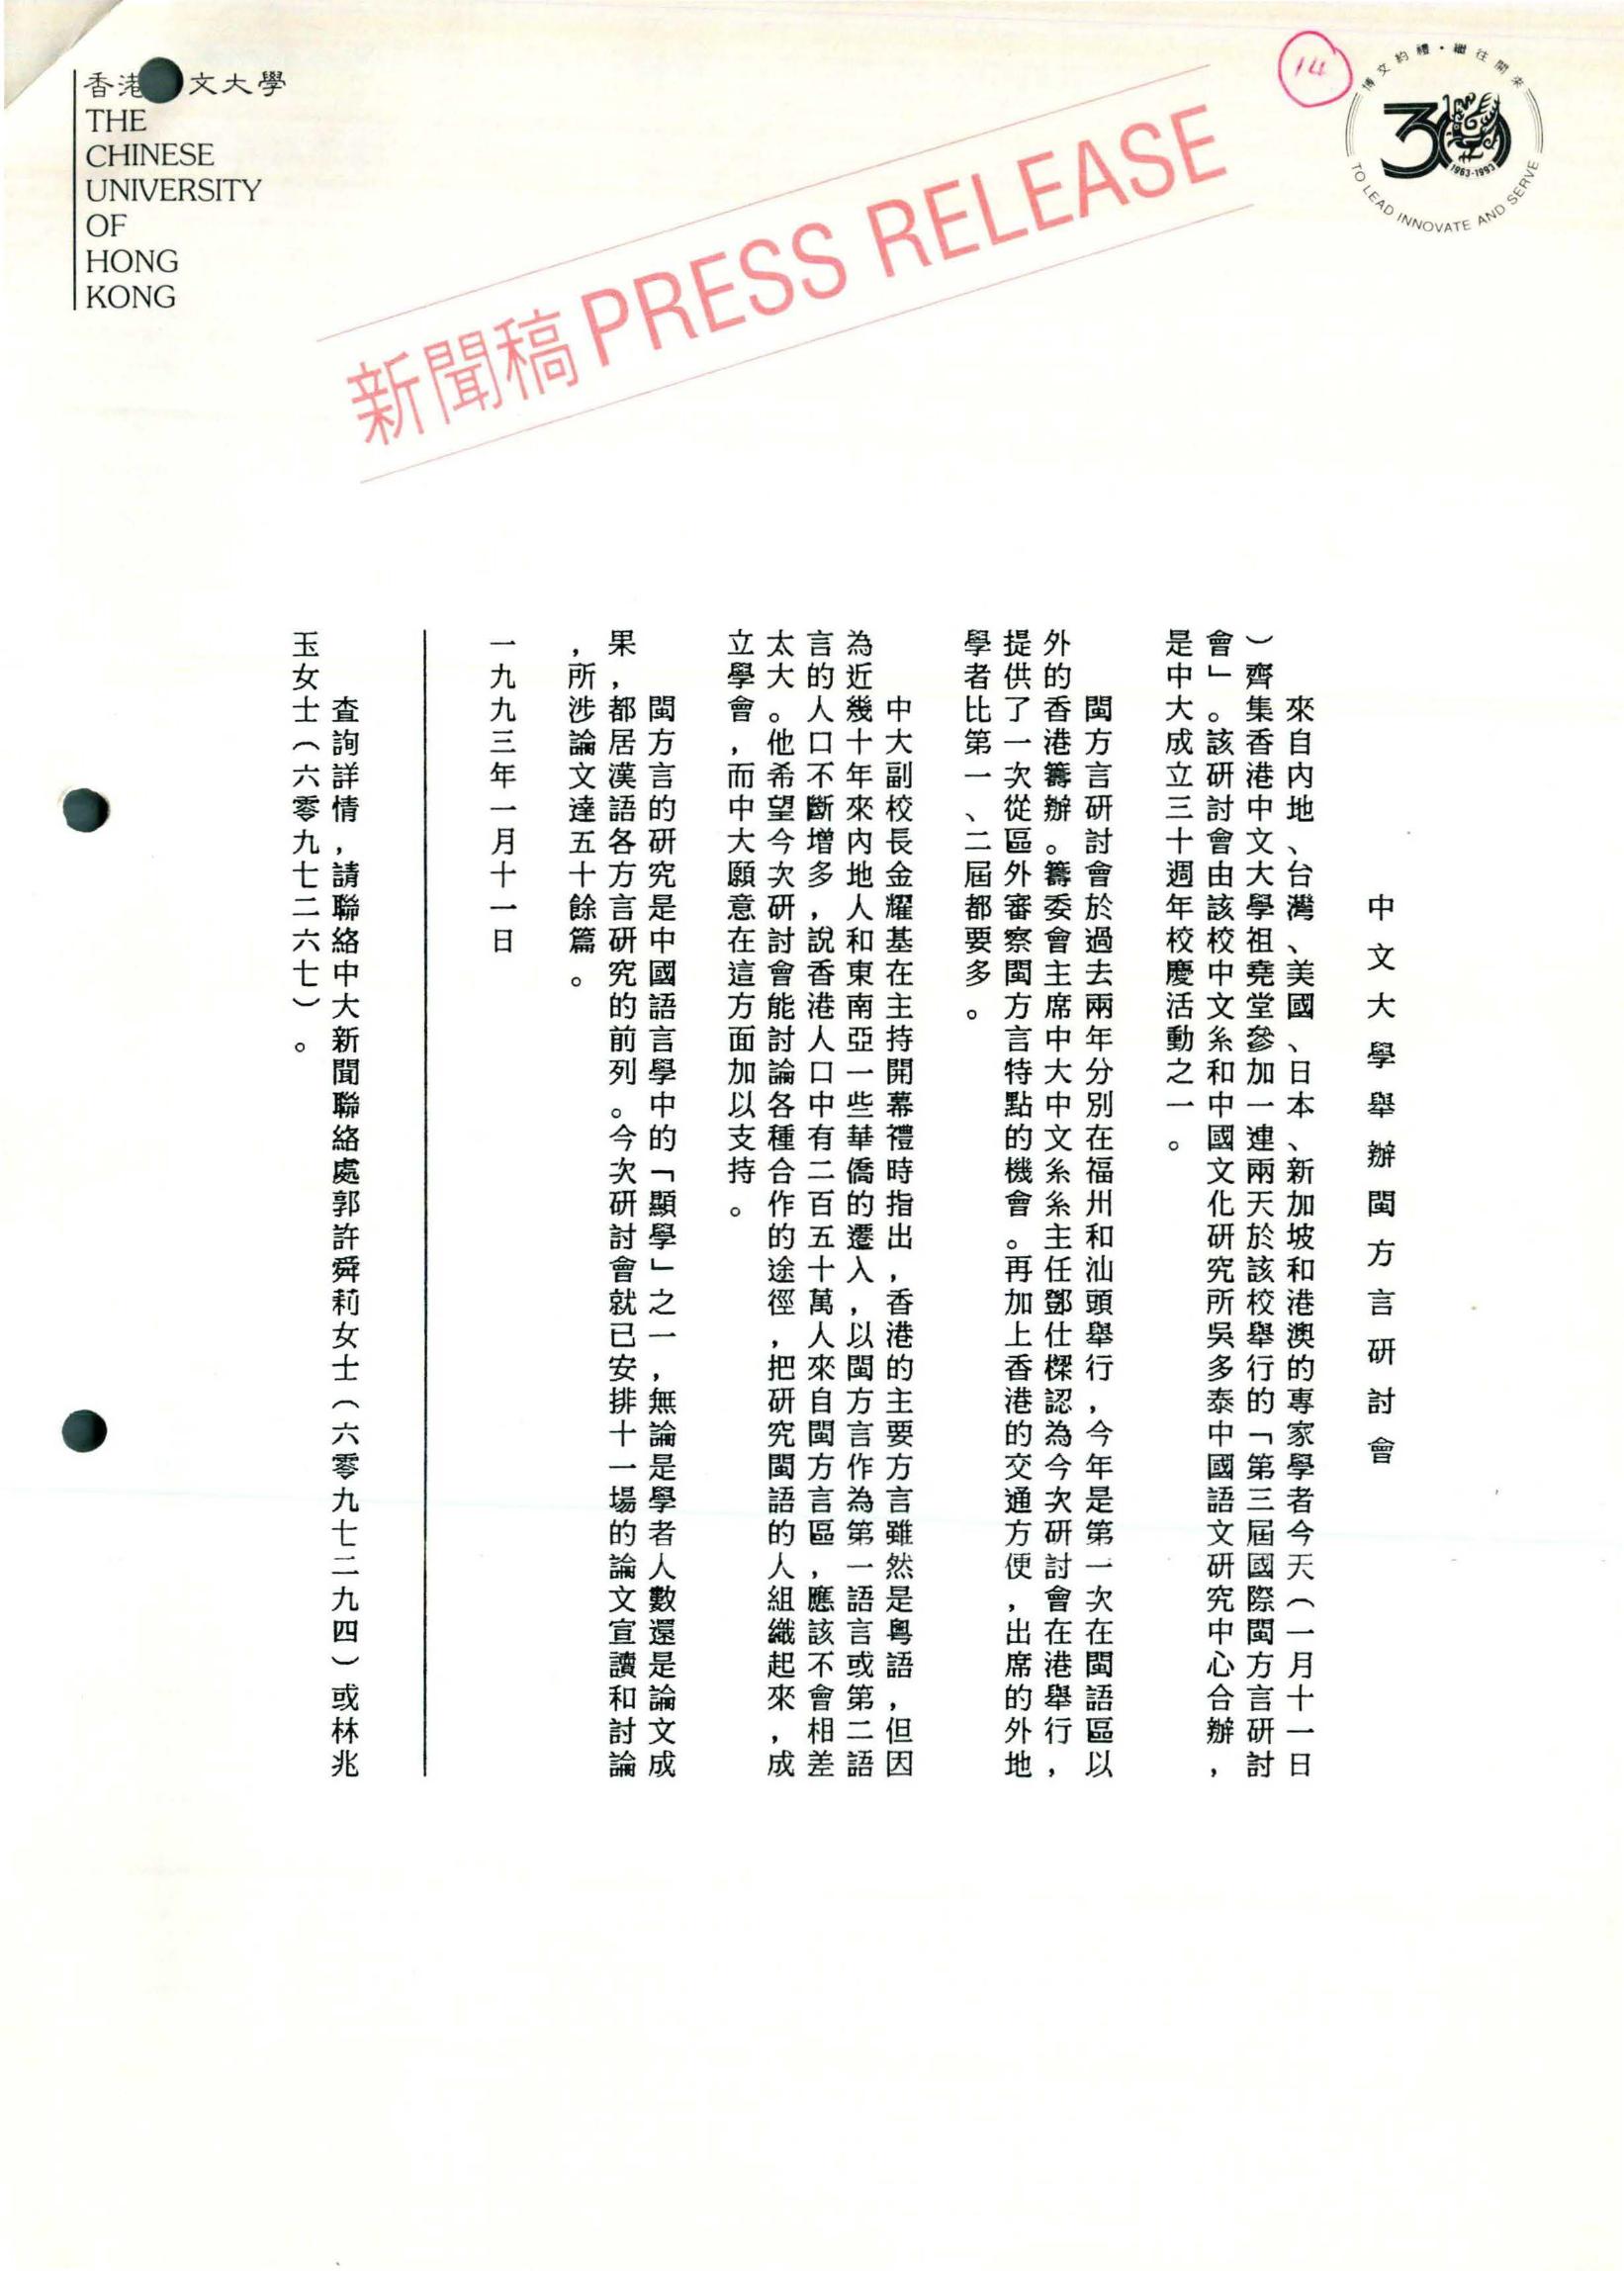 香港文大學
THE
CHINESE
UNIVERSITY
OF
HONG
KONG
14
博文約禮·繼往開來
30
1963-1993
TO LEAD INNOVATE AND SERVE
新聞稿 PRESS RELEASE
中文大學舉辦閩方言研討會
來自內地、台灣、美國、日本、新加坡和港澳的專家學者今天（一月十一日
）齊集香港中文大學祖堯堂參加一連兩天於該校舉行的「第三屆國際閩方言研討
會」。該研討會由該校中文系和中國文化研究所吳多泰中國語文研究中心合辦，
是中大成立三十週年校慶活動之一。
閩方言研討會於過去兩年分別在福州和汕頭舉行，今年是第一次在閩語區以
外的香港籌辦。籌委會主席中大中文系系主任鄧仕樑認為今次研討會在港舉行，
提供了一次從區外審察閩方言特點的機會。再加上香港的交通方便，出席的外地
學者比第一、二屆都要多。
中大副校長金耀基在主持開幕禮時指出，香港的主要方言雖然是粵語，但因
為近幾十年來內地人和東南亞一些華僑的遷入，以閩方言作為第一語言或第二語
言的人口不斷增多，說香港人口中有二百五十萬人來自閩方言區，應該不會相差
太大。他希望今次研討會能討論各種合作的途徑，把研究閩語的人組織起來，成
立學會，而中大願意在這方面加以支持。
閩方言的研究是中國語言學中的「顯學」之一，無論是學者人數還是論文成
果，都居漢語各方言研究的前列。今次研討會就已安排十一場的論文宣讀和討論
，所涉論文達五十餘篇。
一九九三年一月十一日
查詢詳情，請聯絡中大新聞聯絡處郭許舜莉女士（六零九七二九四）或林兆
玉女士（六零九七二六七）。